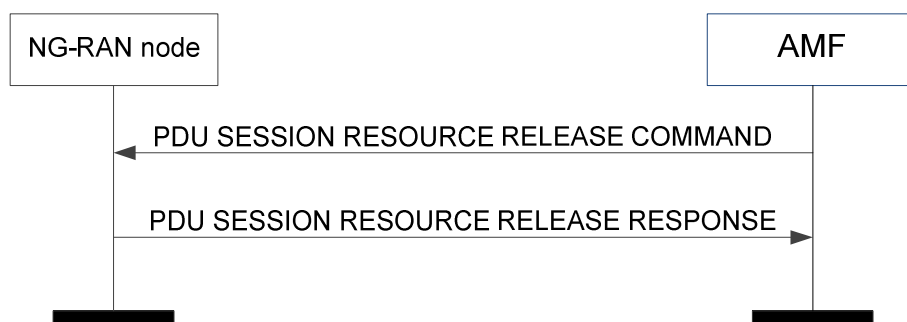 NG-RAN node
AMF
PDU SESSION RESOURCE RELEASE COMMAND
PDU SESSION RESOURCE RELEASE RESPONSE